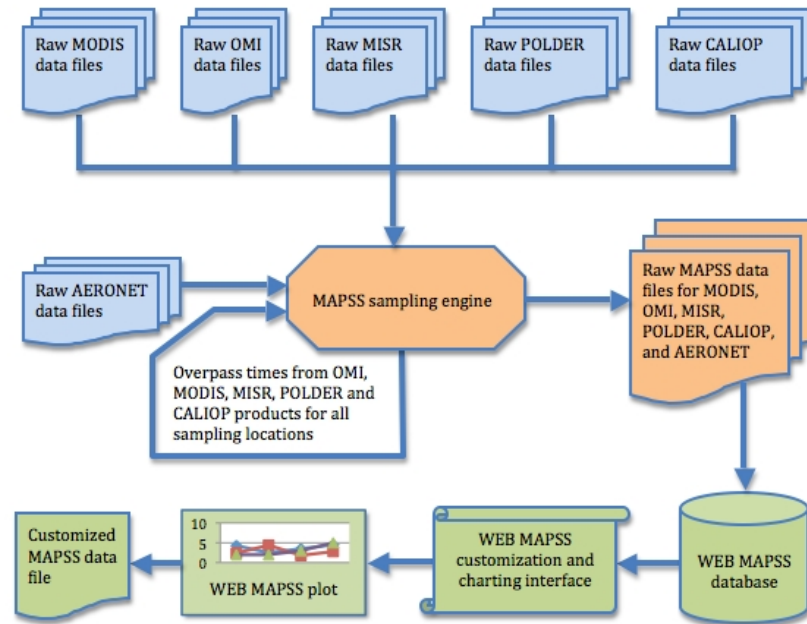 Raw MODIS
data files
Raw OMI
data files
Raw MISR
data files
Raw POLDER
data files
Raw CALIOP
data files
Raw AERONET
data files
MAPSS sampling engine
Raw MAPSS data
files for MODIS,
OMI, MISR,
POLDER, CALIOP,
and AERONET
Overpass times from OMI,
MODIS, MISR, POLDER and
CALIOP products for all
sampling locations
Customized
MAPSS data
file
10
5
0
WEB MAPSS plot
WEB MAPSS
customization and
charting interface
WEB MAPSS
database